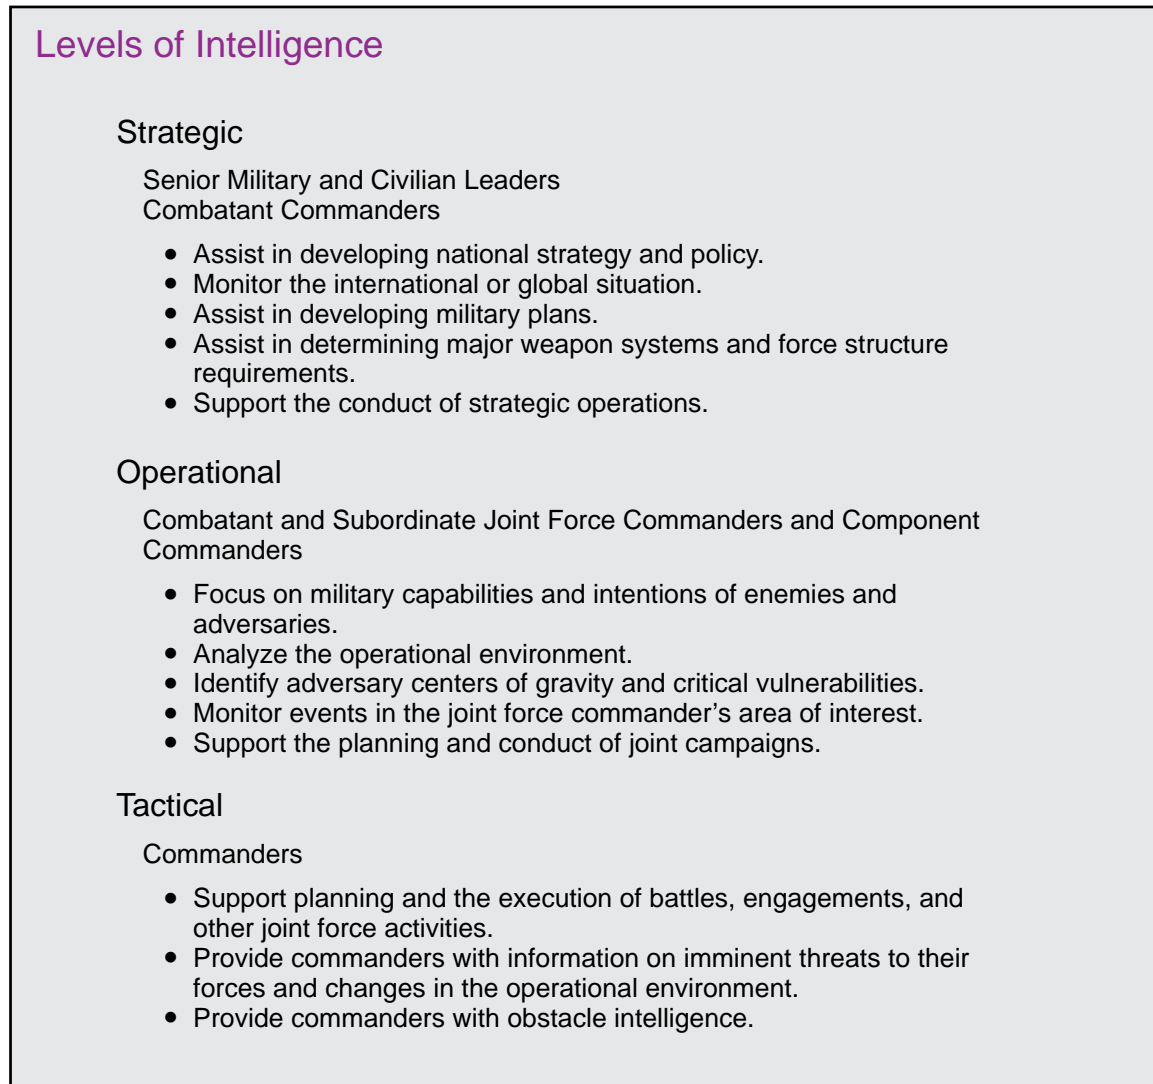 Levels of Intelligence
Strategic
Senior Military and Civilian Leaders
Combatant Commanders
• Assist in developing national strategy and policy.
• Monitor the international or global situation.
• Assist in developing military plans.
• Assist in determining major weapon systems and force structure
requirements.
• Support the conduct of strategic operations.
Operational
Combatant and Subordinate Joint Force Commanders and Component
Commanders
• Focus on military capabilities and intentions of enemies and
adversaries.
• Analyze the operational environment.
• Identify adversary centers of gravity and critical vulnerabilities.
• Monitor events in the joint force commander’s area of interest.
• Support the planning and conduct of joint campaigns.
Tactical
Commanders
• Support planning and the execution of battles, engagements, and
other joint force activities.
• Provide commanders with information on imminent threats to their
forces and changes in the operational environment.
• Provide commanders with obstacle intelligence.